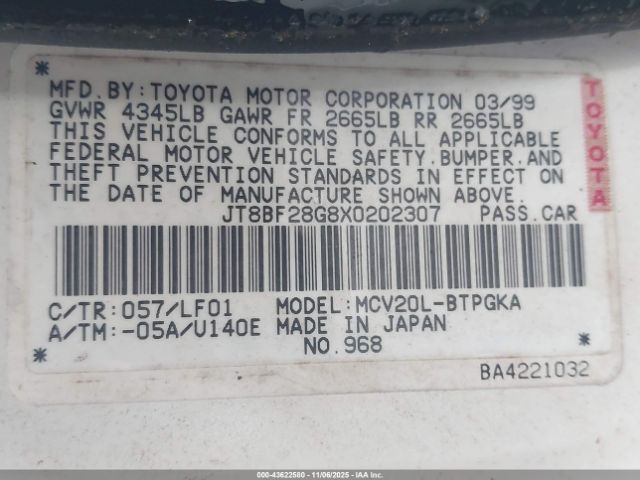 MFD. BY: TOYOTA MOTOR CORPORATION 03/99
GVWR 4345LB GAWR FR 2665LB RR 2665LB
THIS VEHICLE CONFORMS TO ALL APPLICABLE
FEDERAL MOTOR VEHICLE SAFETY.BUMPER.AND
THEFT PREVENTION STANDARDS IN EFFECT ON
THE DATE OF MANUFACTURE SHOWN ABOVE.
TOYOTA
JT8BF28G8X0202307 PASS.CAR
C/TR:057/LF01 MODEL:MCV20L-BTPGKA
A/TM:-05A/U140E MADE IN JAPAN
NO.968
BA4221032
000-43622580 - 11/06/2025 - IAAI.COM